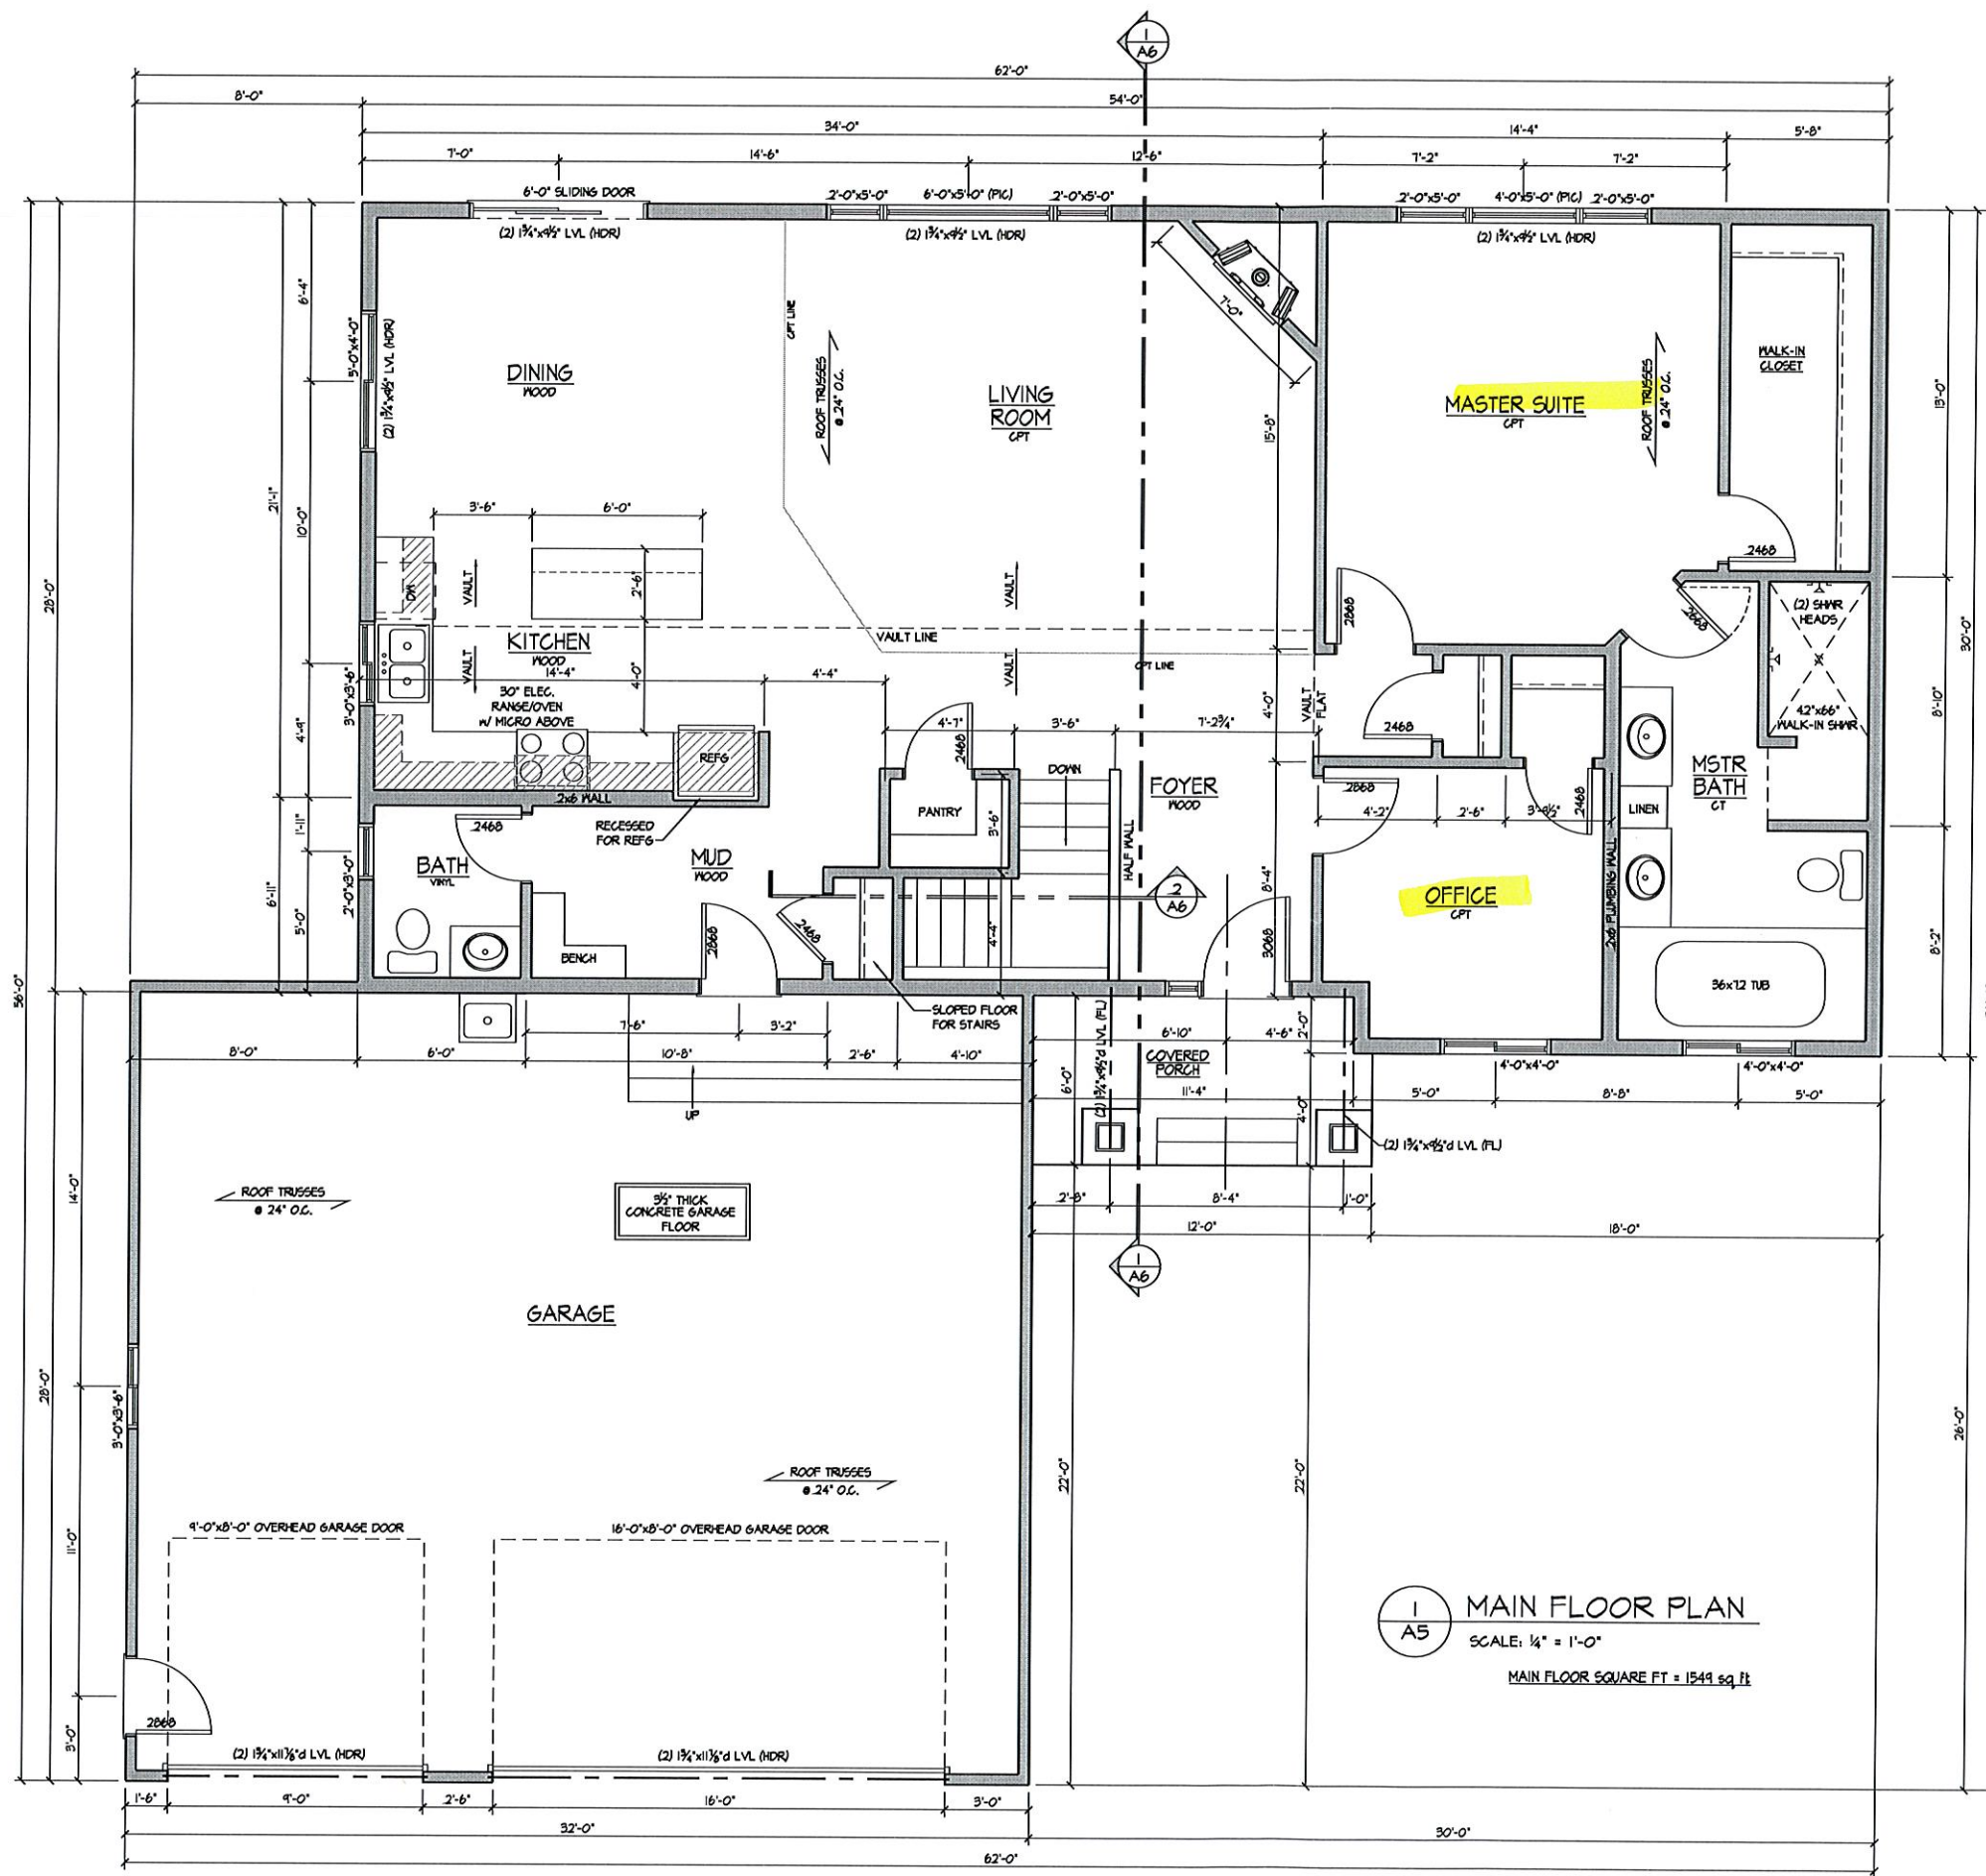 1
A6
62'-0"
8'-0"
54'-0"
34'-0"
14'-4"
5'-8"
7'-0"
14'-6"
12'-6"
7'-2"
7'-2"
6'-0" SLIDING DOOR
2'-0"x5'-0"
6'-0"x5'-0" (PIC)
2'-0"x5'-0"
2'-0"x5'-0"
4'-0"x5'-0" (PIC)
2'-0"x5'-0"
(2) 1¾"x9½" LVL (HDR)
(2) 1¾"x9½" LVL (HDR)
(2) 1¾"x9½" LVL (HDR)
56'-0"
28'-0"
21'-1"
6'-4"
10'-0"
4'-9"
1'-11"
6'-11"
5'-0"
5'-0"x4'-0"
(2) 1¾"x9½" LVL (HDR)
3'-0"x3'-6"
2'-0"x3'-0"
DINING
WOOD
CPT LINE
ROOF TRUSSES
@ 24" O.C.
LIVING
ROOM
CPT
7'-0"
15'-8"
MASTER SUITE
CPT
ROOF TRUSSES
@ 24" O.C.
WALK-IN
CLOSET
2468
13'-0"
30'-0"
8'-10"
8'-2"
26'-0"
3'-6"
6'-0"
2'-6"
DW
VAULT
VAULT
KITCHEN
WOOD
14'-4"
4'-4"
4'-0"
30" ELEC.
RANGE/OVEN
W/ MICRO ABOVE
REFG
2x6 WALL
RECESSED
FOR REFG
VAULT
VAULT LINE
VAULT
CPT LINE
VAULT
FLAT
4'-0"
4'-7"
3'-6"
7'-2¾"
2468
PANTRY
3'-6"
DOWN
HALF WALL
FOYER
WOOD
2
A6
8'-4"
3068
4'-4"
2868
2468
2668
(2) SHWR
HEADS
42"x66"
WALK-IN SHWR
MSTR
BATH
CT
LINEN
2868
4'-2"
2'-6"
3'-9½"
2468
OFFICE
CPT
2x6 PLUMBING WALL
36x72 TUB
2468
BATH
VINYL
MUD
WOOD
BENCH
2868
2468
SLOPED FLOOR
FOR STAIRS
7'-6"
3'-2"
8'-0"
6'-0"
10'-8"
2'-6"
4'-10"
UP
6'-10"
4'-6"
2'-0"
COVERED
PORCH
11'-4"
6'-0"
(2) 1¾"x9½"d LVL (FL)
4'-0"
(2) 1¾"x9½"d LVL (FL)
4'-0"x4'-0"
4'-0"x4'-0"
5'-0"
8'-8"
5'-0"
2'-8"
8'-4"
1'-0"
12'-0"
18'-0"
1
A6
22'-0"
22'-0"
28'-0"
14'-0"
11'-0"
3'-0"
3'-0"x3'-6"
ROOF TRUSSES
@ 24" O.C.
3½" THICK
CONCRETE GARAGE
FLOOR
GARAGE
ROOF TRUSSES
@ 24" O.C.
9'-0"x8'-0" OVERHEAD GARAGE DOOR
16'-0"x8'-0" OVERHEAD GARAGE DOOR
2868
(2) 1¾"x11⅞"d LVL (HDR)
(2) 1¾"x11⅞"d LVL (HDR)
1'-6"
9'-0"
2'-6"
16'-0"
3'-0"
32'-0"
30'-0"
62'-0"
1
A5
MAIN FLOOR PLAN
SCALE: ¼" = 1'-0"
MAIN FLOOR SQUARE FT = 1549 sq ft